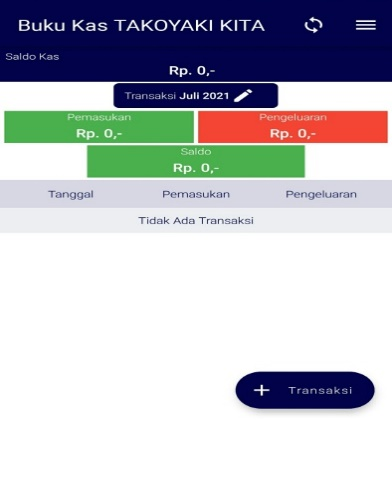 Buku Kas TAKOYAKI KITA
Saldo Kas
Rp. 0,-
Transaksi Juli 2021
Pemasukan Pengeluaran
Rp. 0,- Rp. 0,-
Saldo
Rp. 0,-
Tanggal Pemasukan Pengeluaran
Tidak Ada Transaksi
+ Transaksi